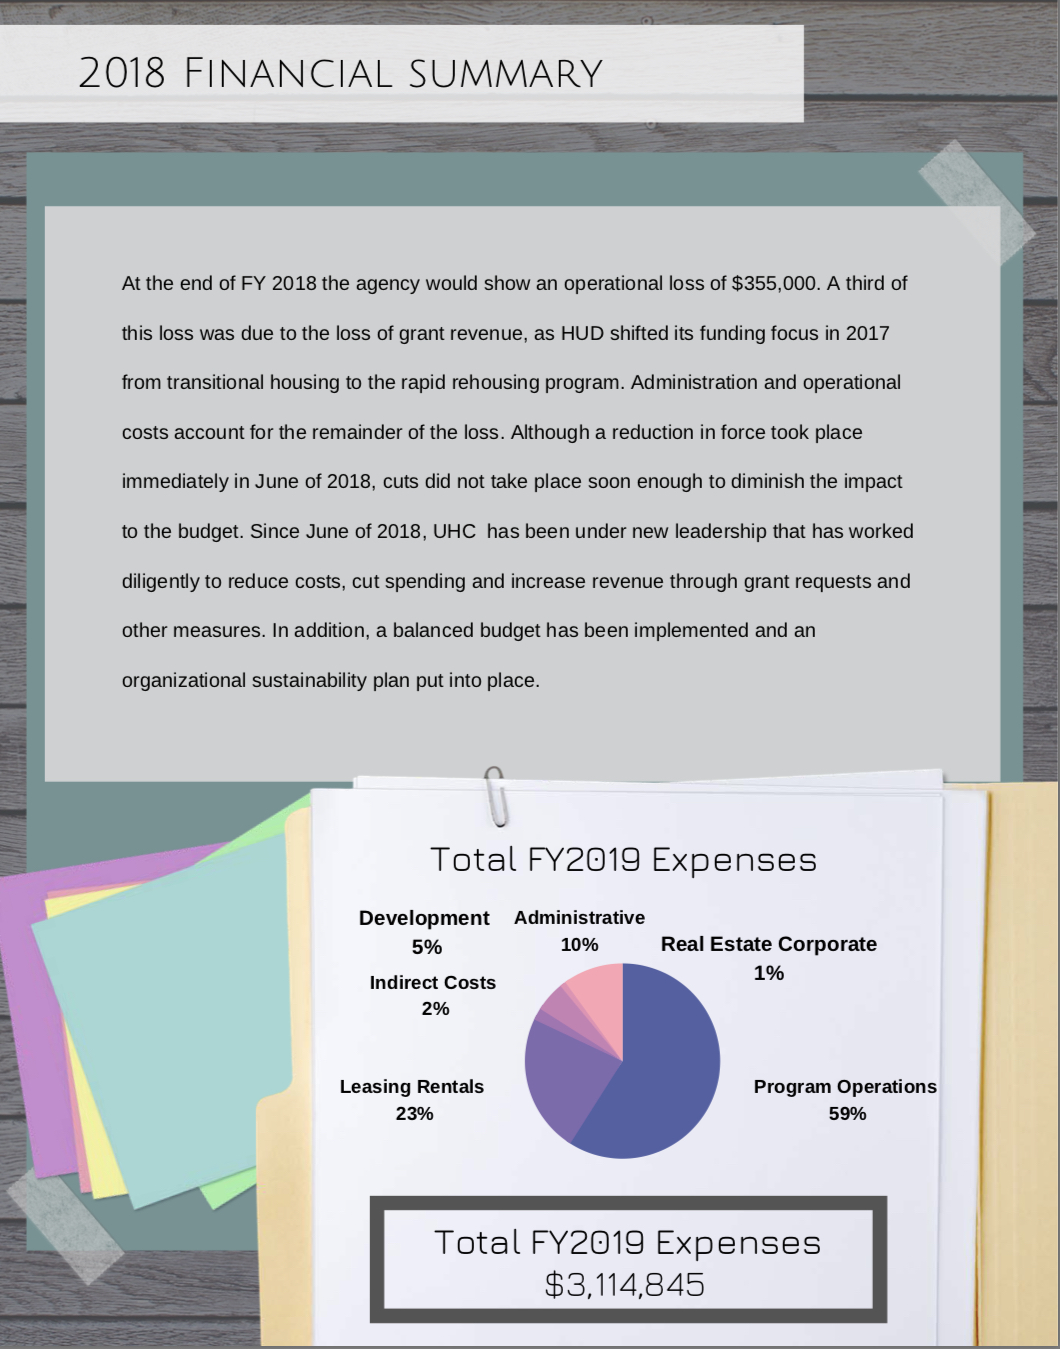 2018 Financial summary
At the end of FY 2018 the agency would show an operational loss of $355,000. A third of
this loss was due to the loss of grant revenue, as HUD shifted its funding focus in 2017
from transitional housing to the rapid rehousing program. Administration and operational
costs account for the remainder of the loss. Although a reduction in force took place
immediately in June of 2018, cuts did not take place soon enough to diminish the impact
to the budget. Since June of 2018, UHC  has been under new leadership that has worked
diligently to reduce costs, cut spending and increase revenue through grant requests and
other measures. In addition, a balanced budget has been implemented and an
organizational sustainability plan put into place.
Total FY2019 Expenses
Development
5%
Administrative
10%
Real Estate Corporate
1%
Indirect Costs
2%
Leasing Rentals
23%
Program Operations
59%
Total FY2019 Expenses
$3,114,845